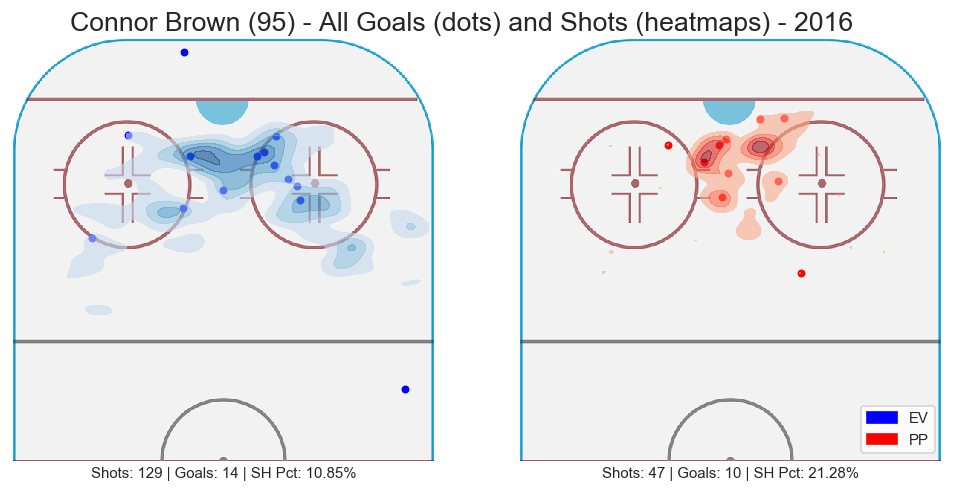 Connor Brown (95) - All Goals (dots) and Shots (heatmaps) - 2016
EV
PP
Shots: 129 | Goals: 14 | SH Pct: 10.85%
Shots: 47 | Goals: 10 | SH Pct: 21.28%